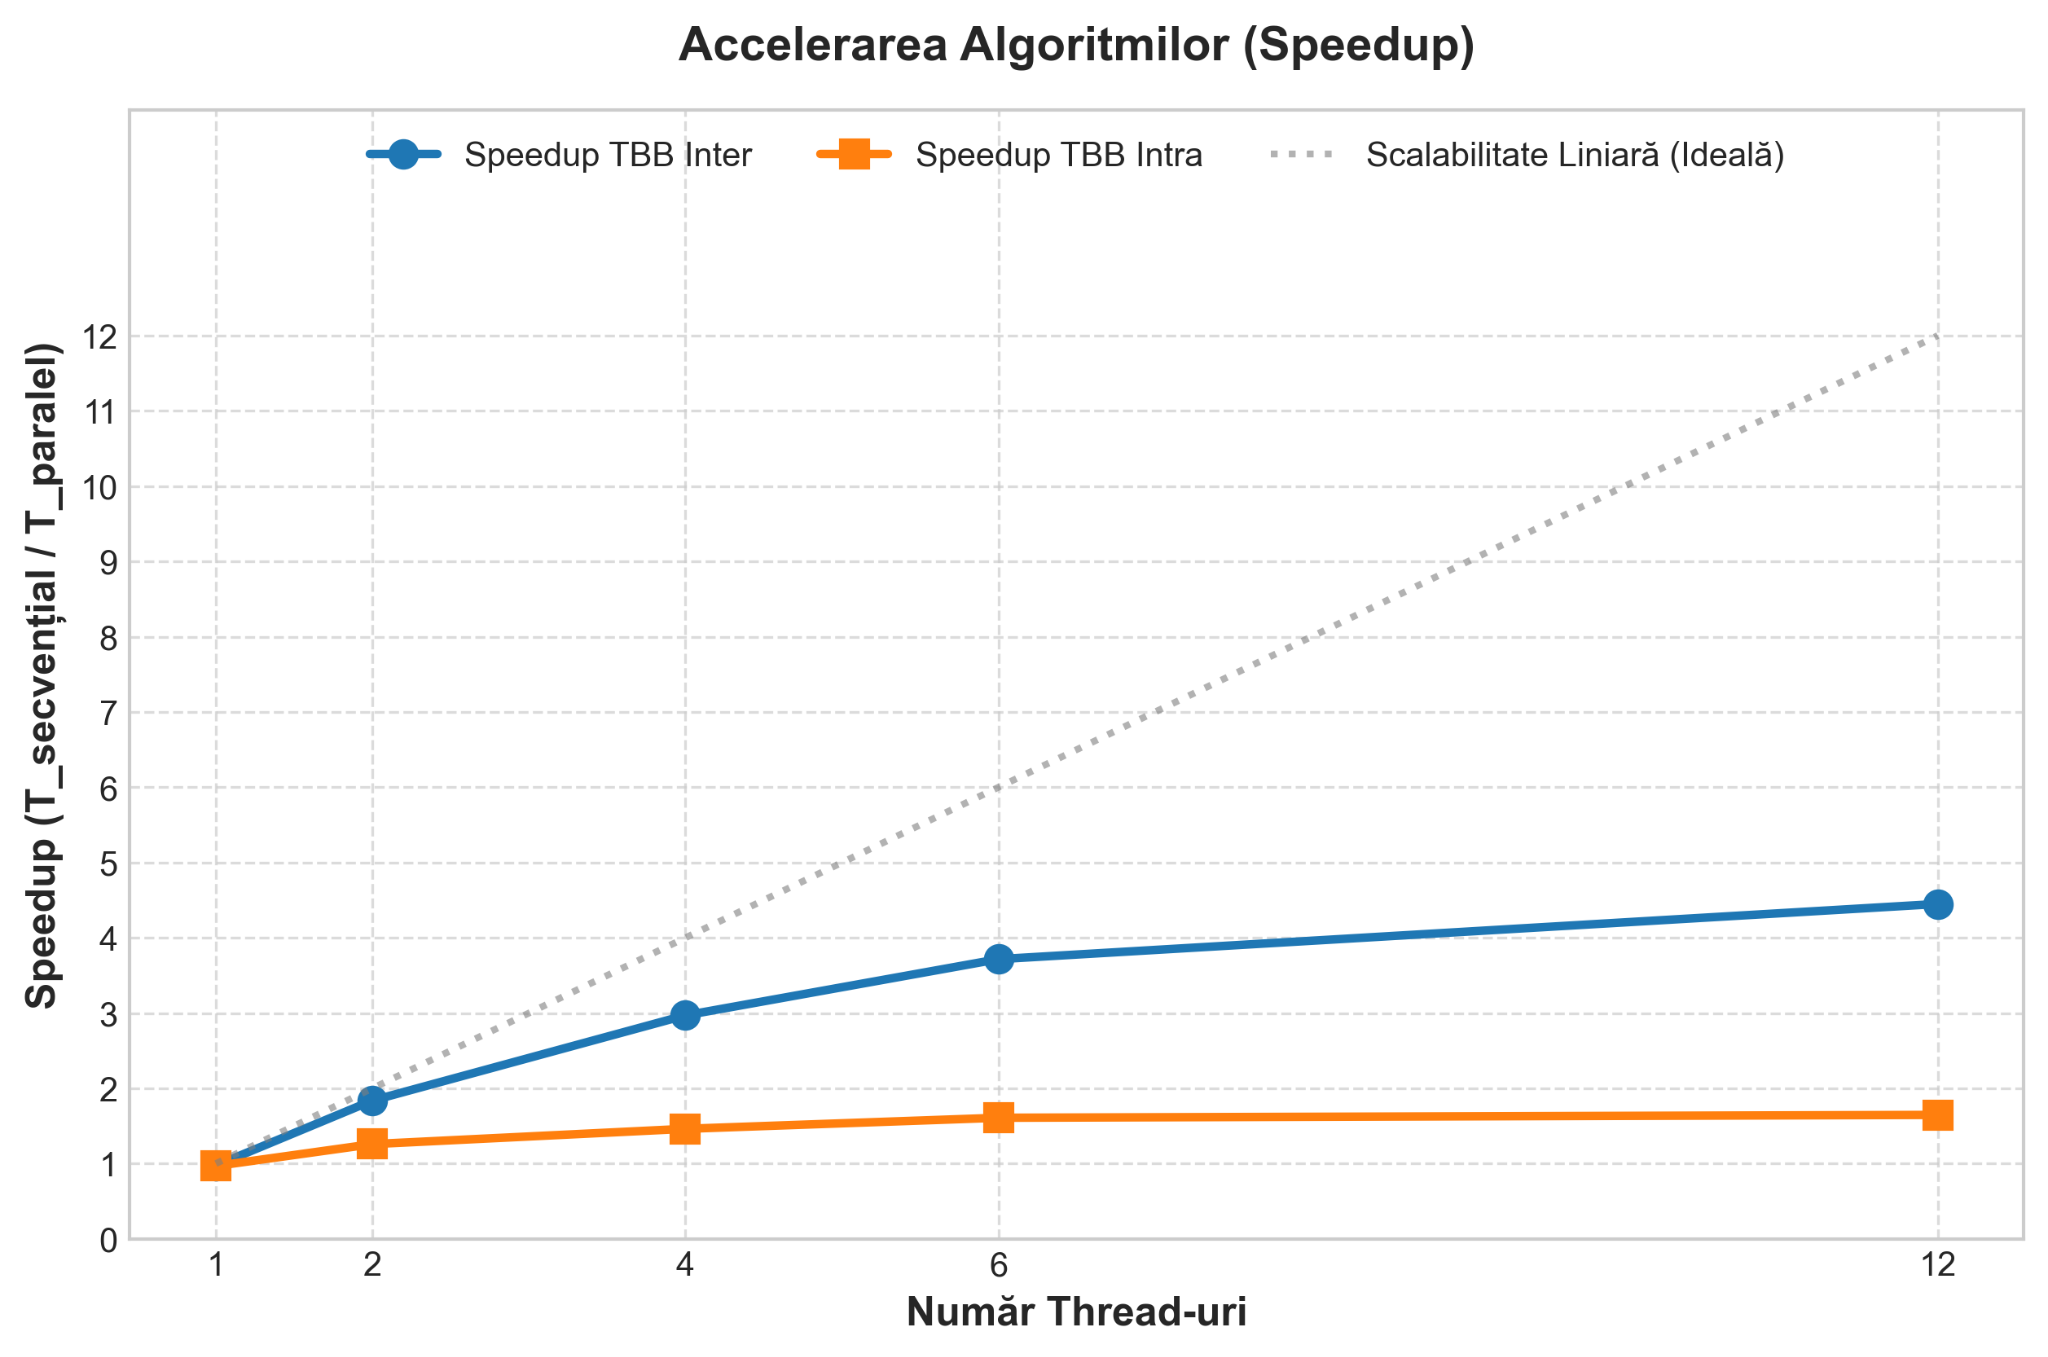 Accelerarea Algoritmilor (Speedup)
Speedup TBB Inter
Speedup TBB Intra
Scalabilitate Liniară (Ideală)
Speedup (T_secvențial / T_paralel)
12
11
10
9
8
7
6
5
4
3
2
1
0
1 2 4 6 12
Număr Thread-uri